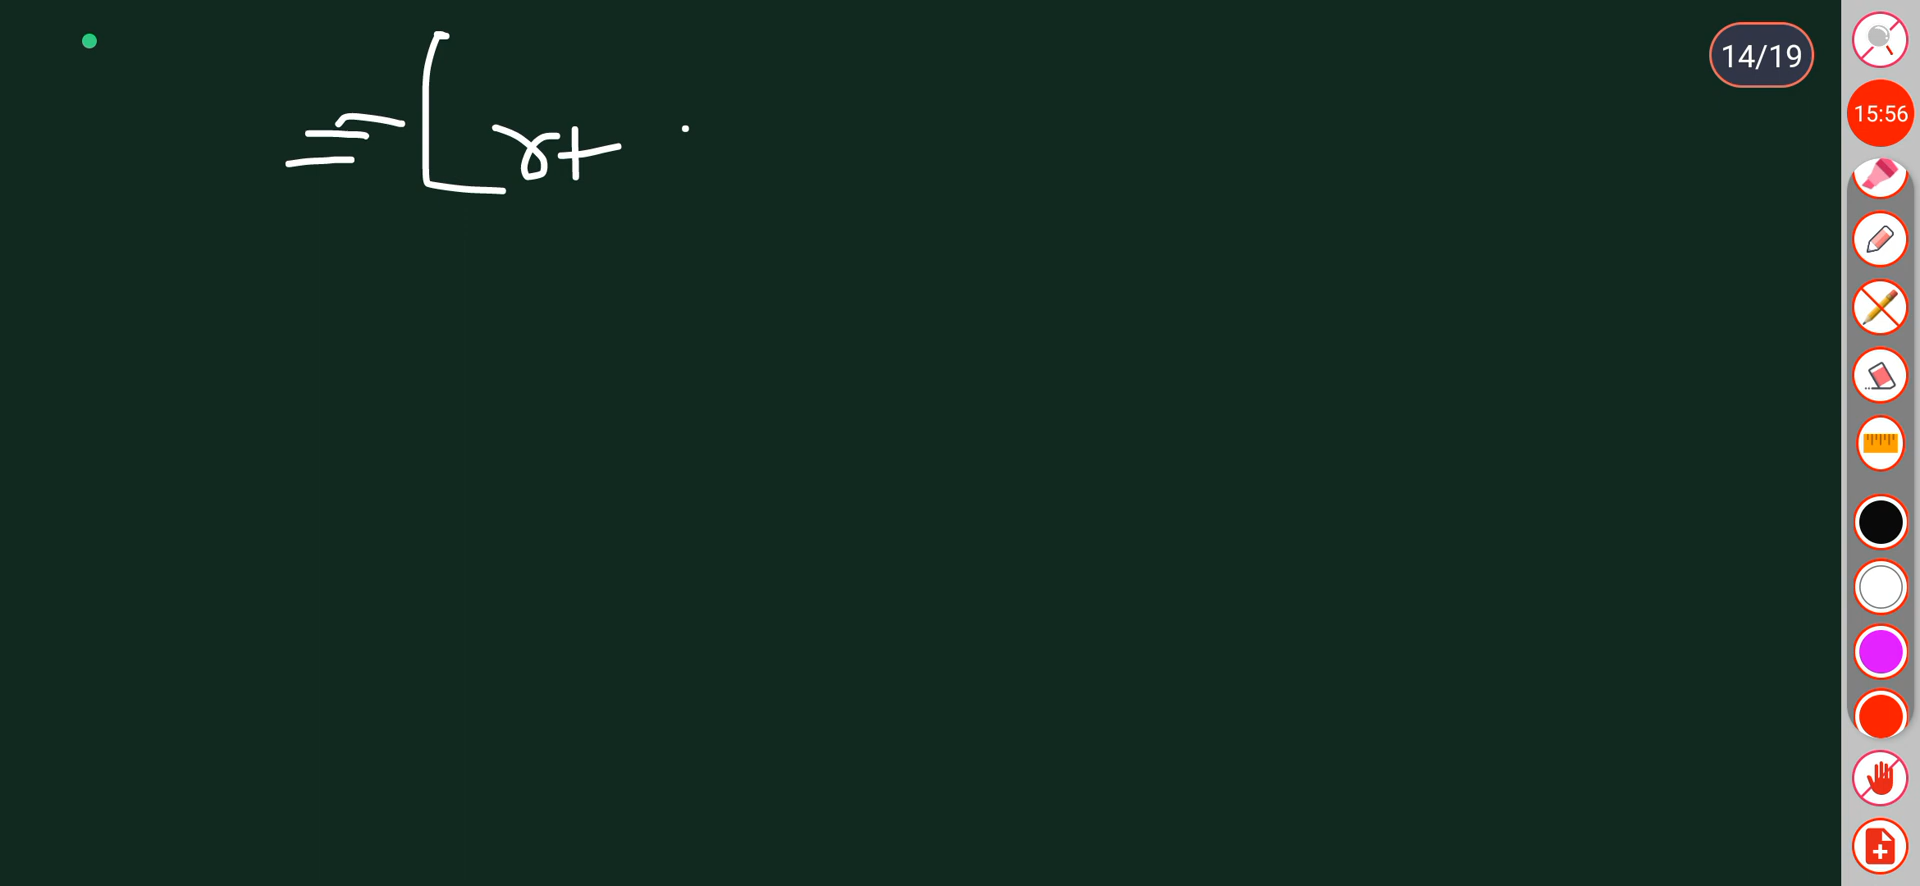 = - [ r +
14/19
15:56